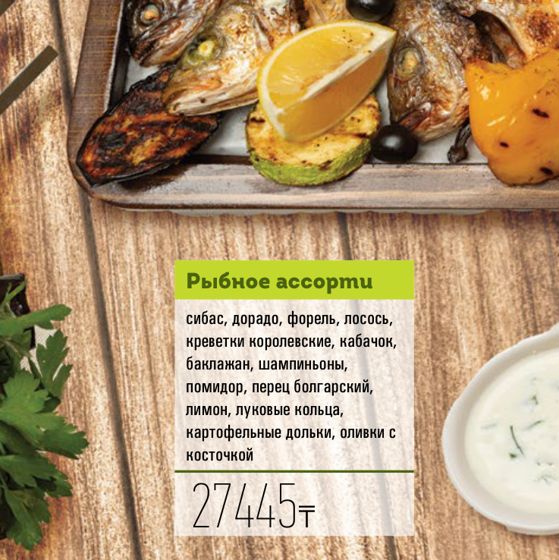 Рыбное ассорти
сибас, дорадо, форель, лосось,
креветки королевские, кабачок,
баклажан, шампиньоны,
помидор, перец болгарский,
лимон, луковые кольца,
картофельные дольки, оливки с
косточкой
27445₸